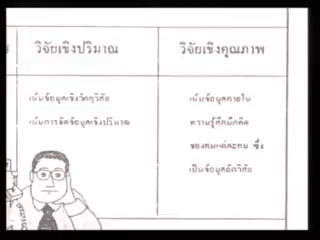 วิจัยเชิงปริมาณ
วิจัยเชิงคุณภาพ
เน้นข้อมูลเชิงวัตถุวิสัย
เน้นการวัดข้อมูลเชิงปริมาณ
เน้นข้อมูลภายใน
ความรู้สึกนึกคิด
ของคนแต่ละคน ซึ่ง
เป็นข้อมูลอัตวิสัย